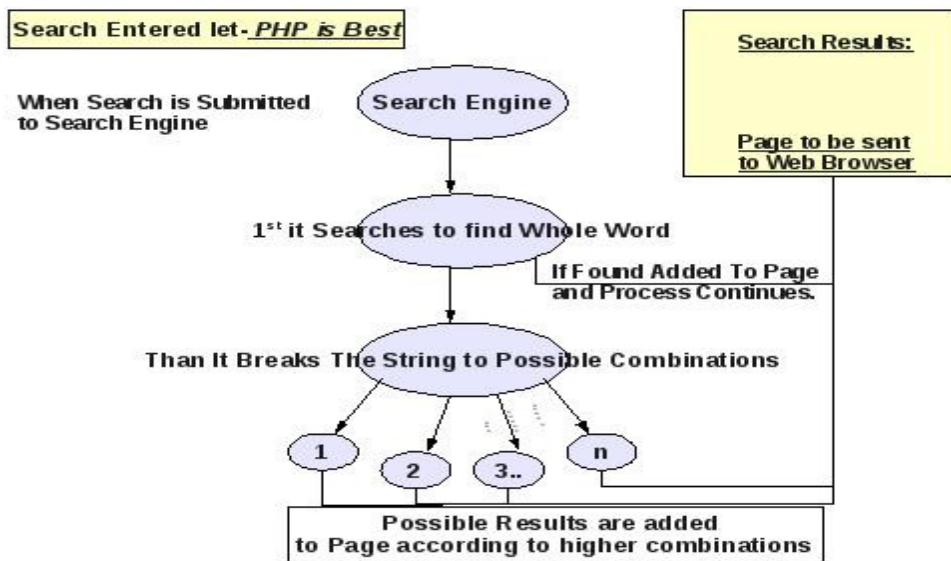 Search Entered let- PHP is Best
Search Results:
Page to be sent
to Web Browser
When Search is Submitted
to Search Engine
Search Engine
1st it Searches to find Whole Word
If Found Added To Page
and Process Continues.
Than It Breaks The String to Possible Combinations
1
2
3..
n
Possible Results are added
to Page according to higher combinations